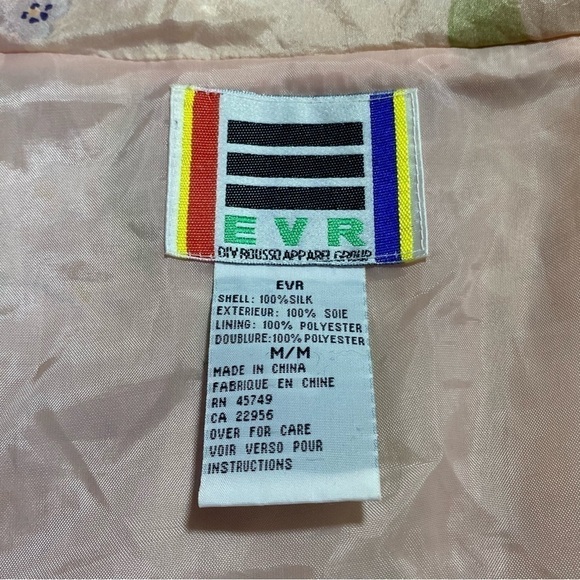 EVR
DIV ROUSSO APPAREL GROUP
EVR
SHELL: 100%SILK
EXTERIEUR: 100% SOIE
LINING: 100% POLYESTER
DOUBLURE:100%POLYESTER
M/M
MADE IN CHINA
FABRIQUE EN CHINE
RN 45749
CA 22956
OVER FOR CARE
VOIR VERSO POUR
INSTRUCTIONS